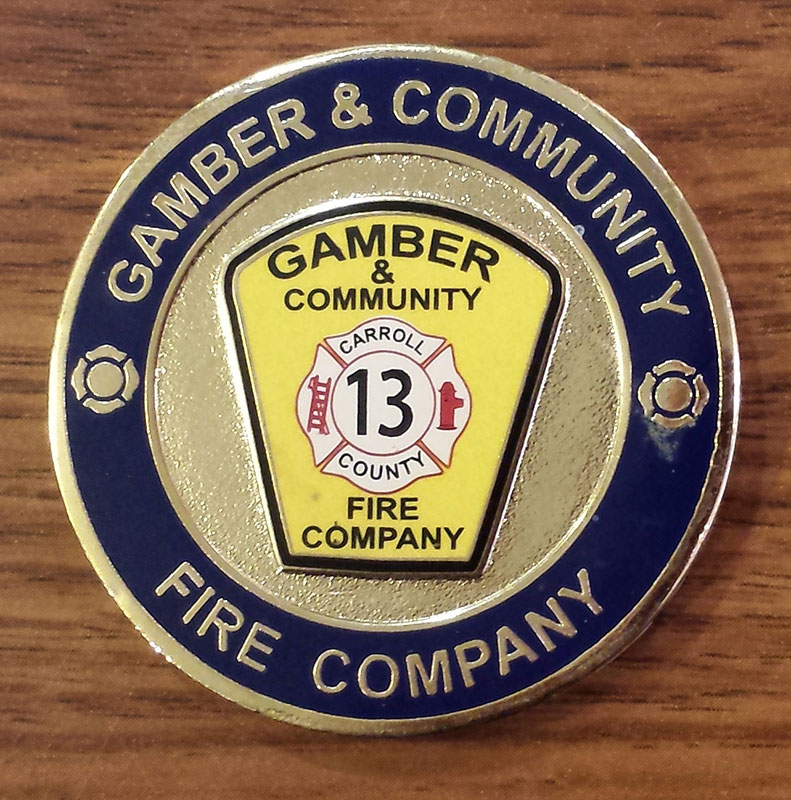 GAMBER & COMMUNITY
GAMBER
&
COMMUNITY
CARROLL
13
COUNTY
FIRE
COMPANY
FIRE COMPANY